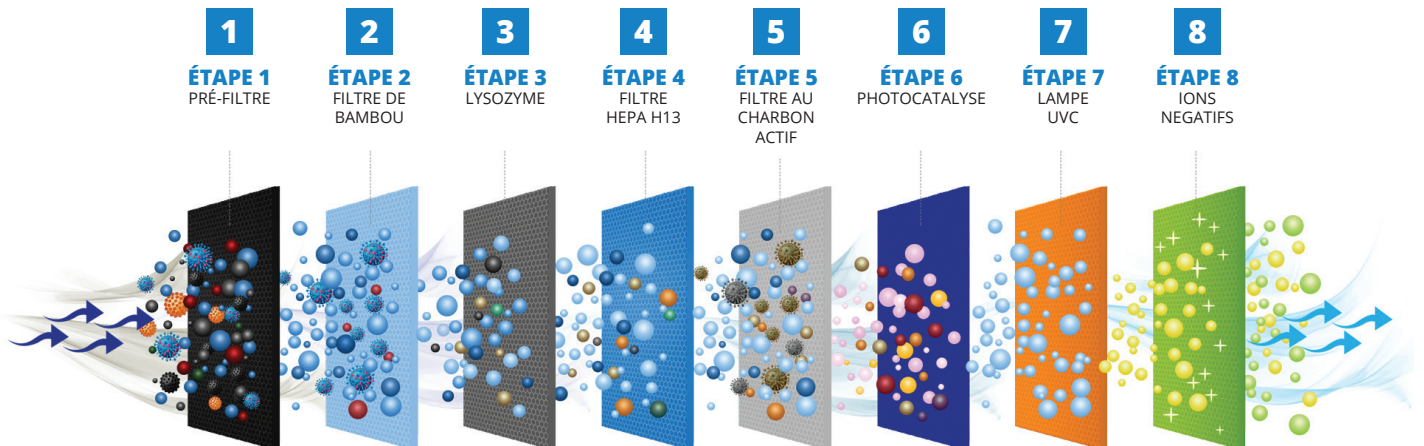 1
ÉTAPE 1
PRÉ-FILTRE
2
ÉTAPE 2
FILTRE DE
BAMBOU
3
ÉTAPE 3
LYSOZYME
4
ÉTAPE 4
FILTRE
HEPA H13
5
ÉTAPE 5
FILTRE AU
CHARBON
ACTIF
6
ÉTAPE 6
PHOTOCATALYSE
7
ÉTAPE 7
LAMPE
UVC
8
ÉTAPE 8
IONS
NEGATIFS